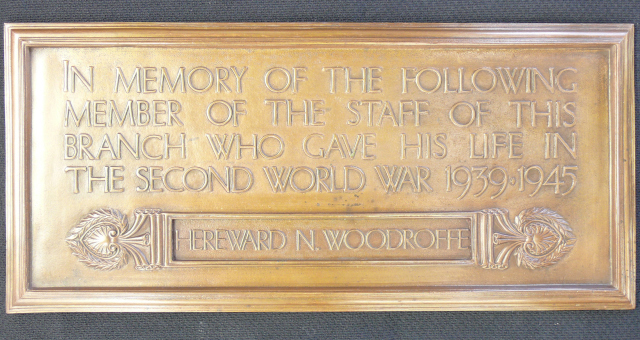 IN MEMORY OF THE FOLLOWING
MEMBER OF THE STAFF OF THIS
BRANCH WHO GAVE HIS LIFE IN
THE SECOND WORLD WAR 1939·1945
HEREWARD N. WOODROFFE